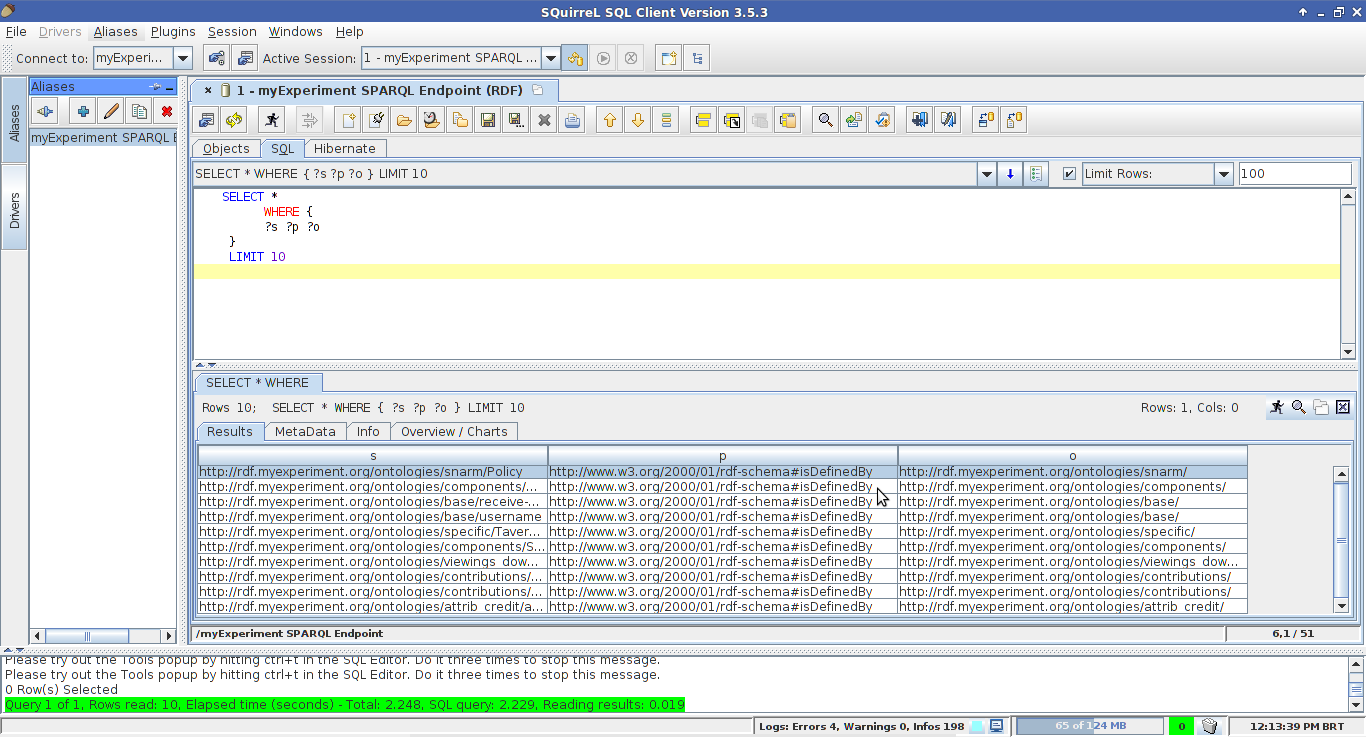 SQuirreL SQL Client Version 3.5.3
File Drivers Aliases Plugins Session Windows Help
Connect to: myExperi... Active Session: 1 - myExperiment SPARQL ...
Aliases
Aliases
Drivers
myExperiment SPARQL E
1 - myExperiment SPARQL Endpoint (RDF)
Objects SQL Hibernate
SELECT * WHERE { ?s ?p ?o } LIMIT 10 Limit Rows: 100
SELECT *
WHERE {
?s ?p ?o
}
LIMIT 10
SELECT * WHERE
Rows 10; SELECT * WHERE { ?s ?p ?o } LIMIT 10 Rows: 1, Cols: 0
Results MetaData Info Overview / Charts
s p o
http://rdf.myexperiment.org/ontologies/snarm/Policy http://www.w3.org/2000/01/rdf-schema#isDefinedBy http://rdf.myexperiment.org/ontologies/snarm/
http://rdf.myexperiment.org/ontologies/components/... http://www.w3.org/2000/01/rdf-schema#isDefinedBy http://rdf.myexperiment.org/ontologies/components/
http://rdf.myexperiment.org/ontologies/base/receive-... http://www.w3.org/2000/01/rdf-schema#isDefinedBy http://rdf.myexperiment.org/ontologies/base/
http://rdf.myexperiment.org/ontologies/base/username http://www.w3.org/2000/01/rdf-schema#isDefinedBy http://rdf.myexperiment.org/ontologies/base/
http://rdf.myexperiment.org/ontologies/specific/Taver... http://www.w3.org/2000/01/rdf-schema#isDefinedBy http://rdf.myexperiment.org/ontologies/specific/
http://rdf.myexperiment.org/ontologies/components/S... http://www.w3.org/2000/01/rdf-schema#isDefinedBy http://rdf.myexperiment.org/ontologies/components/
http://rdf.myexperiment.org/ontologies/viewings_dow... http://www.w3.org/2000/01/rdf-schema#isDefinedBy http://rdf.myexperiment.org/ontologies/viewings_dow...
http://rdf.myexperiment.org/ontologies/contributions/... http://www.w3.org/2000/01/rdf-schema#isDefinedBy http://rdf.myexperiment.org/ontologies/contributions/
http://rdf.myexperiment.org/ontologies/contributions/... http://www.w3.org/2000/01/rdf-schema#isDefinedBy http://rdf.myexperiment.org/ontologies/contributions/
http://rdf.myexperiment.org/ontologies/attrib_credit/a... http://www.w3.org/2000/01/rdf-schema#isDefinedBy http://rdf.myexperiment.org/ontologies/attrib_credit/
/myExperiment SPARQL Endpoint 6,1 / 51
Please try out the Tools popup by hitting ctrl+t in the SQL Editor. Do it three times to stop this message.
Please try out the Tools popup by hitting ctrl+t in the SQL Editor. Do it three times to stop this message.
0 Row(s) Selected
Query 1 of 1, Rows read: 10, Elapsed time (seconds) - Total: 2.248, SQL query: 2.229, Reading results: 0.019
Logs: Errors 4, Warnings 0, Infos 198 65 of 124 MB 0 12:13:39 PM BRT